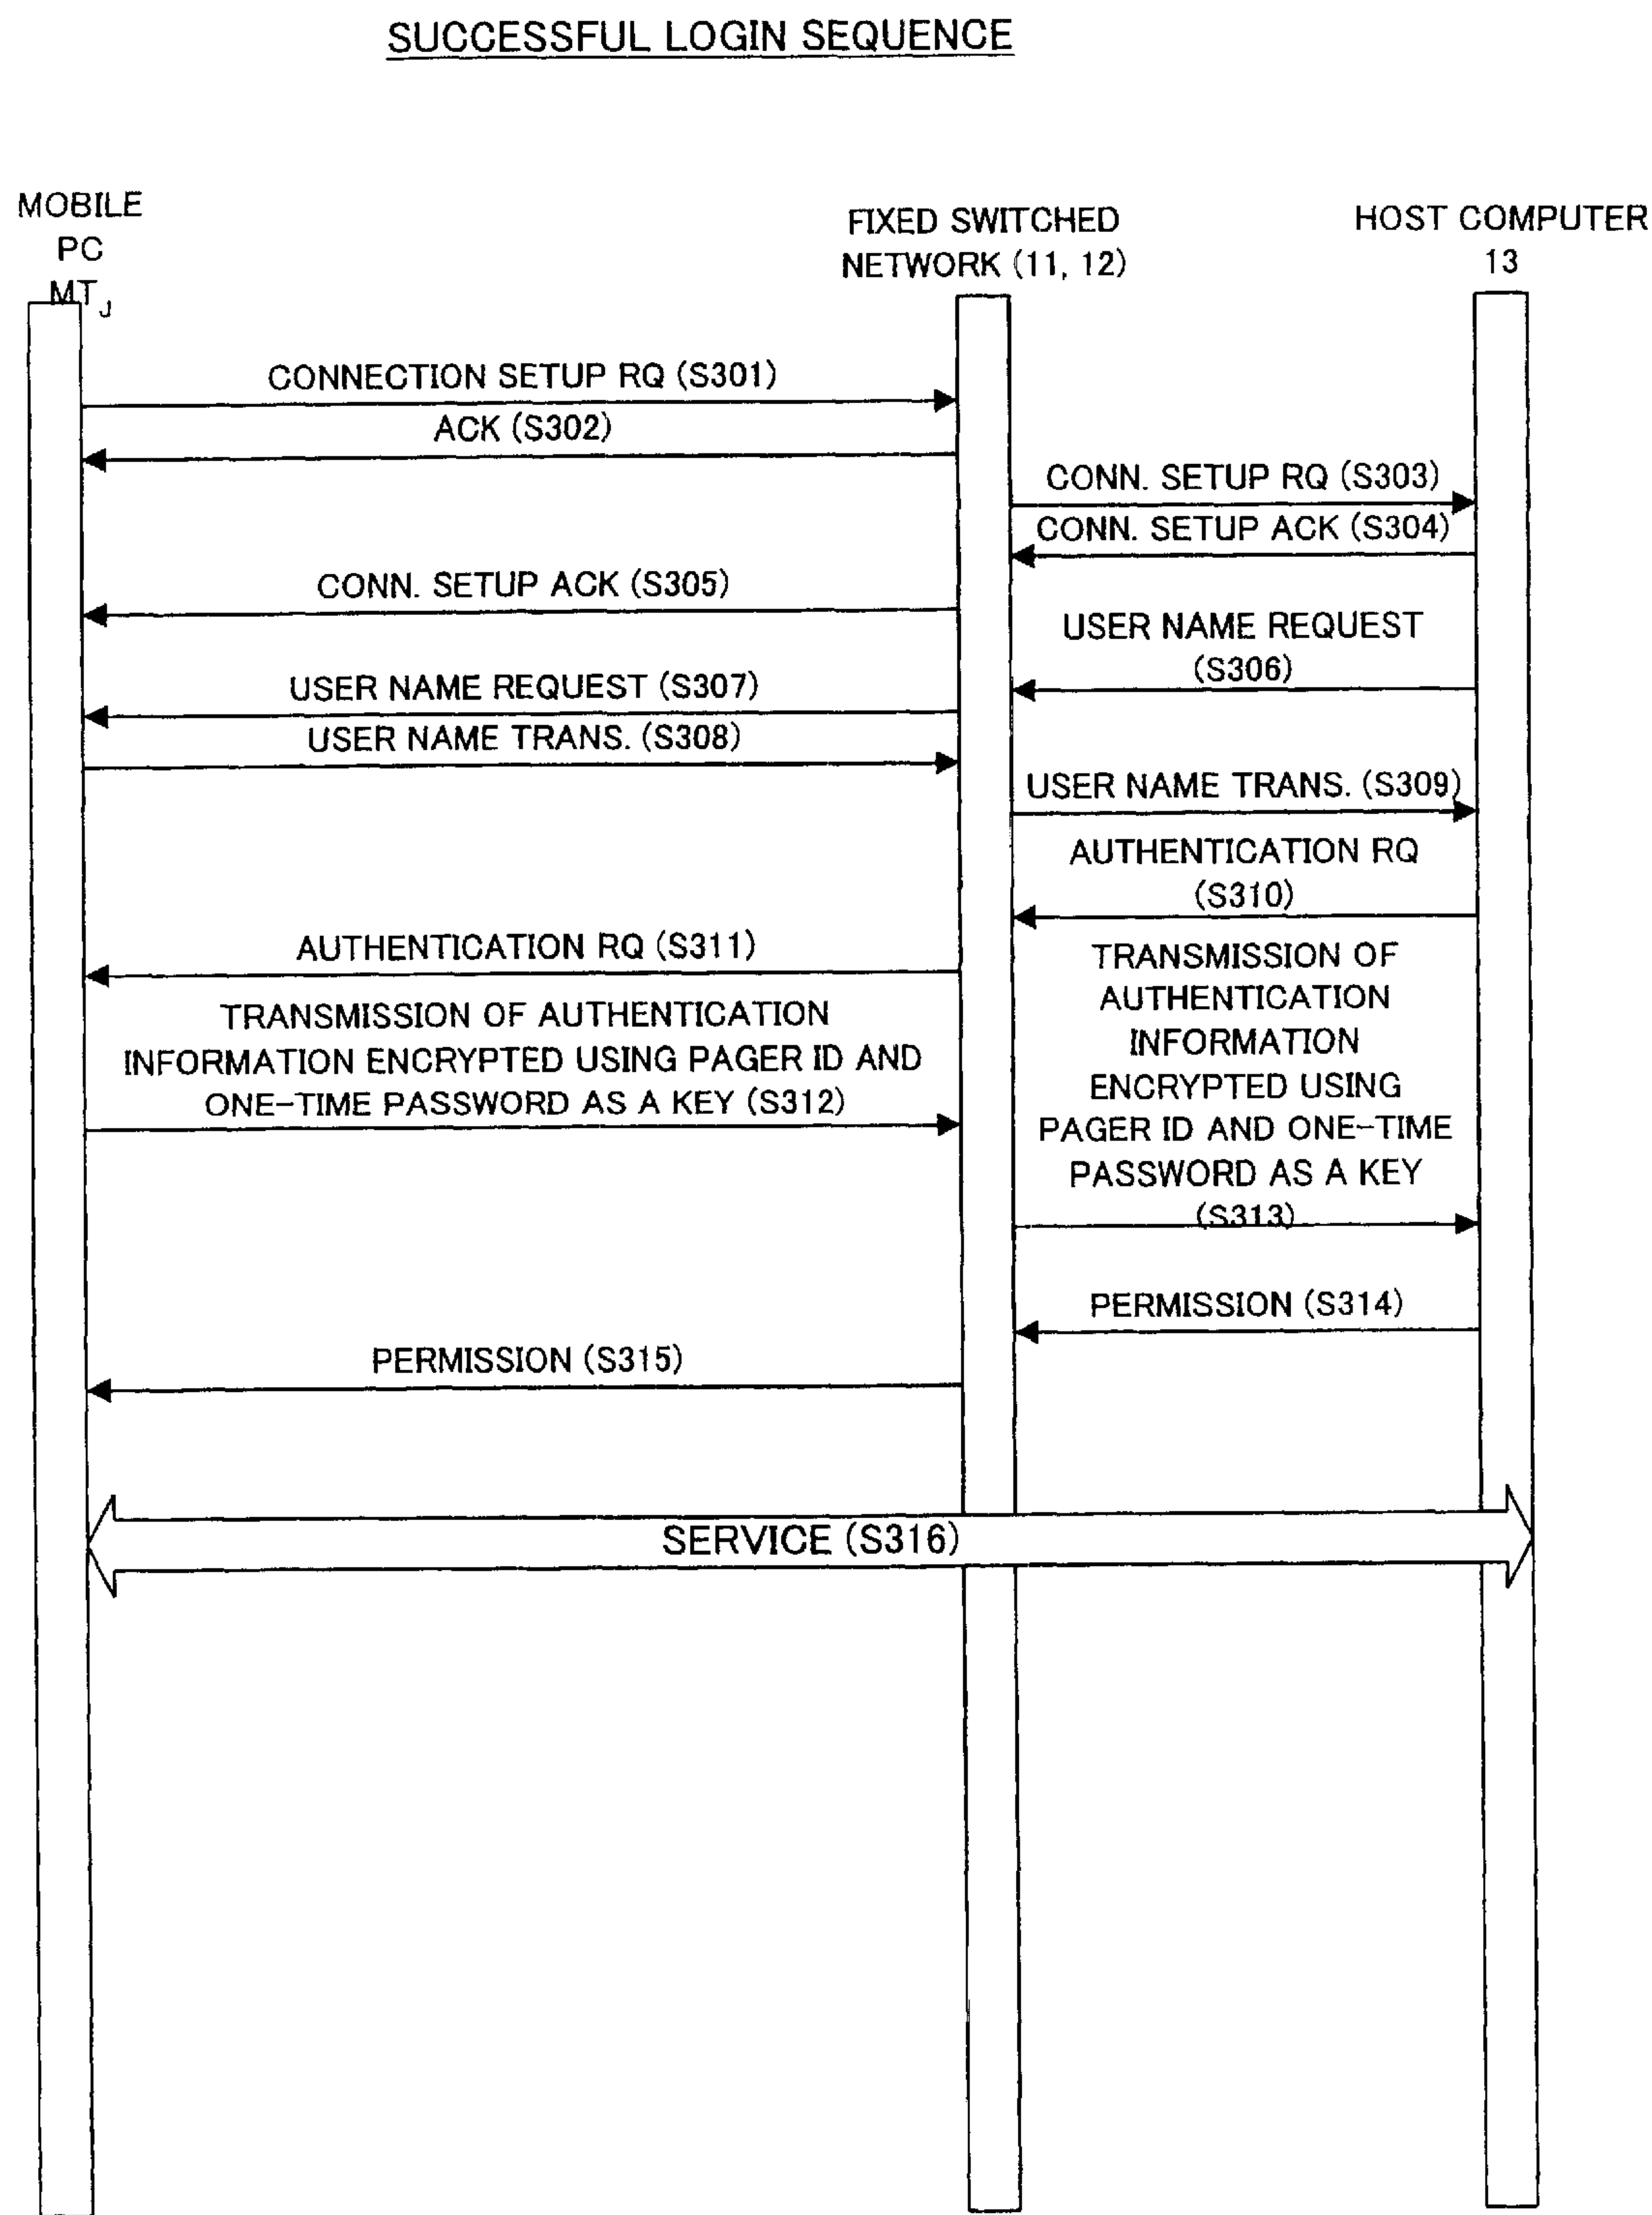 SUCCESSFUL LOGIN SEQUENCE
MOBILE
PC
MT J
FIXED SWITCHED
NETWORK (11, 12)
HOST COMPUTER
13
CONNECTION SETUP RQ (S301)
ACK (S302)
CONN. SETUP RQ (S303)
CONN. SETUP ACK (S304)
CONN. SETUP ACK (S305)
USER NAME REQUEST
(S306)
USER NAME REQUEST (S307)
USER NAME TRANS. (S308)
USER NAME TRANS. (S309)
AUTHENTICATION RQ
(S310)
AUTHENTICATION RQ (S311)
TRANSMISSION OF AUTHENTICATION
INFORMATION ENCRYPTED USING PAGER ID AND
ONE-TIME PASSWORD AS A KEY (S312)
TRANSMISSION OF
AUTHENTICATION
INFORMATION
ENCRYPTED USING
PAGER ID AND ONE-TIME
PASSWORD AS A KEY
(S313)
PERMISSION (S314)
PERMISSION (S315)
SERVICE (S316)